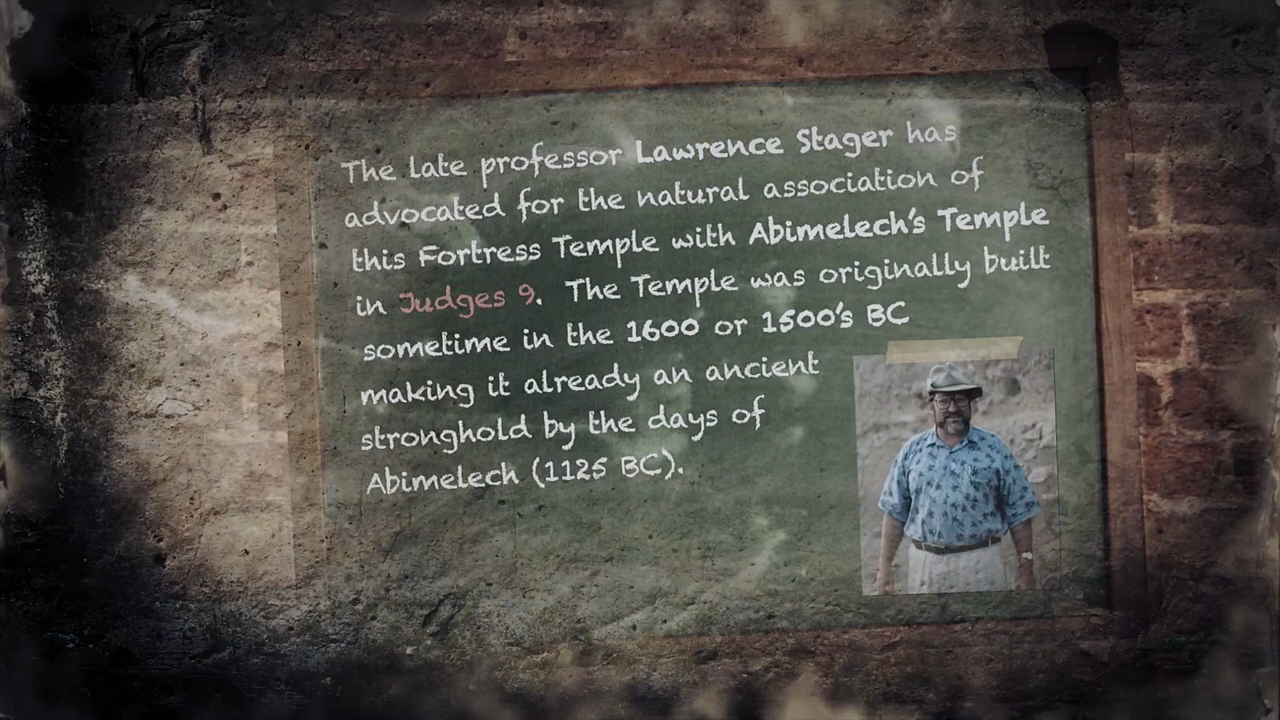 The late professor Lawrence Stager has
advocated for the natural association of
this Fortress Temple with Abimelech's Temple
in Judges 9. The Temple was originally built
sometime in the 1600 or 1500's BC
making it already an ancient
stronghold by the days of
Abimelech (1125 BC).